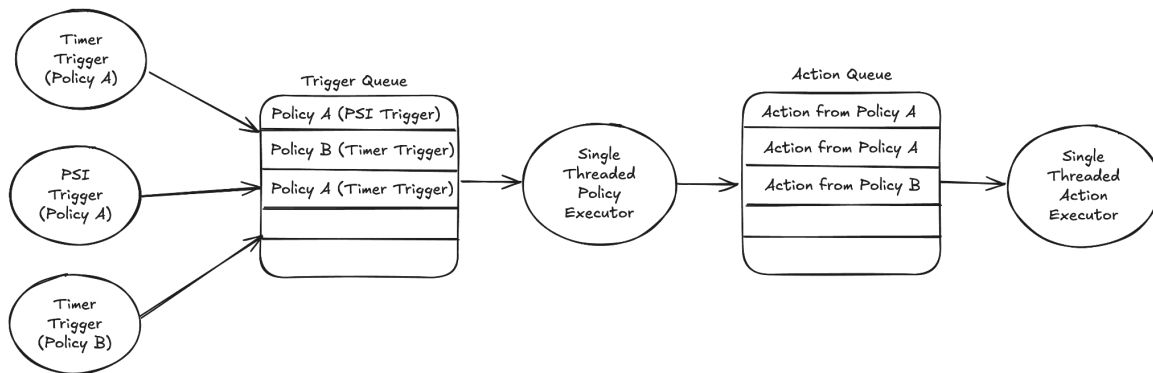 Timer
Trigger
(Policy A)
PSI
Trigger
(Policy A)
Timer
Trigger
(Policy B)
Trigger Queue
Policy A (PSI Trigger)
Policy B (Timer Trigger)
Policy A (Timer Trigger)
Single
Threaded
Policy
Executor
Action Queue
Action from Policy A
Action from Policy A
Action from Policy B
Single
Threaded
Action
Executor